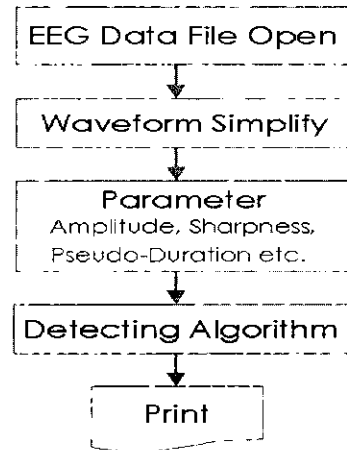 EEG Data File Open
Waveform Simplify
Parameter
Amplitude, Sharpness,
Pseudo-Duration etc.
Detecting Algorithm
Print